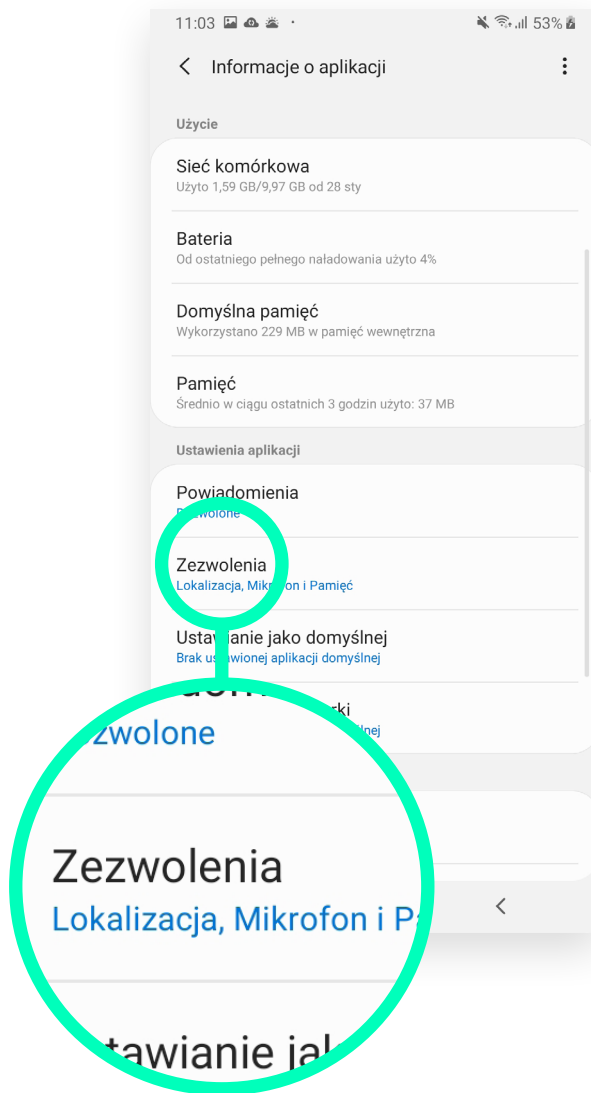 11:03
53%
Informacje o aplikacji
Użycie
Sieć komórkowa
Użyto 1,59 GB/9,97 GB od 28 sty
Bateria
Od ostatniego pełnego naładowania użyto 4%
Domyślna pamięć
Wykorzystano 229 MB w pamięć wewnętrzna
Pamięć
Średnio w ciągu ostatnich 3 godzin użyto: 37 MB
Ustawienia aplikacji
Powiadomienia
Zezwolenia
Lokalizacja, Mikrofon i Pamięć
Ustawianie jako domyślnej
Brak ustawionej aplikacji domyślnej
Zezwolenia
Lokalizacja, Mikrofon i